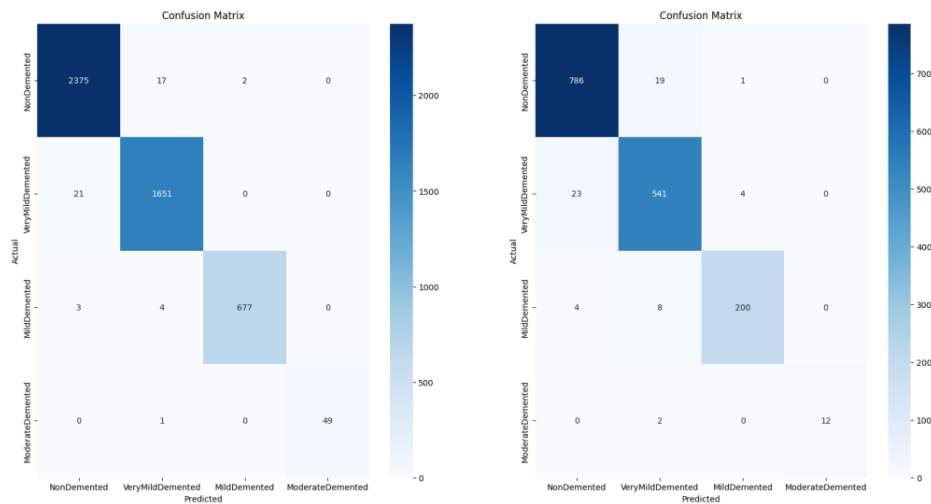 Confusion Matrix
NonDemented
VeryMildDemented
MildDemented
ModerateDemented
Actual
2375 17 2 0
21 1651 0 0
3 4 677 0
0 1 0 49
NonDemented VeryMildDemented MildDemented ModerateDemented
Predicted
2000
1500
1000
500
0
Confusion Matrix
NonDemented
VeryMildDemented
MildDemented
ModerateDemented
Actual
786 19 1 0
23 541 4 0
4 8 200 0
0 2 0 12
NonDemented VeryMildDemented MildDemented ModerateDemented
Predicted
700
600
500
400
300
200
100
0